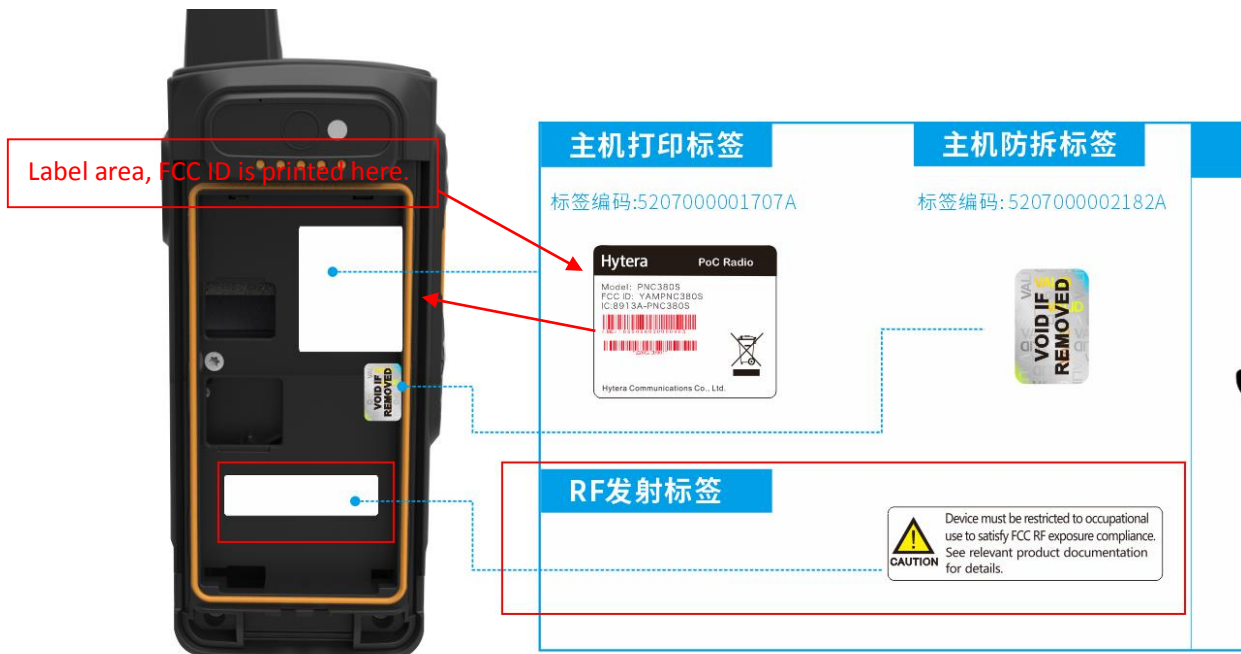 Label area, FCC ID is printed here.
VOID IF
REMOVED
主机打印标签
标签编码:5207000001707A
Hytera PoC Radio
Model: PNC380S
FCC ID: YAMPNC380S
IC:8913A-PNC380S
Hytera Communications Co., Ltd.
主机防拆标签
标签编码: 5207000002182A
VOID IF
REMOVED
RF发射标签
CAUTION
Device must be restricted to occupational
use to satisfy FCC RF exposure compliance.
See relevant product documentation
for details.